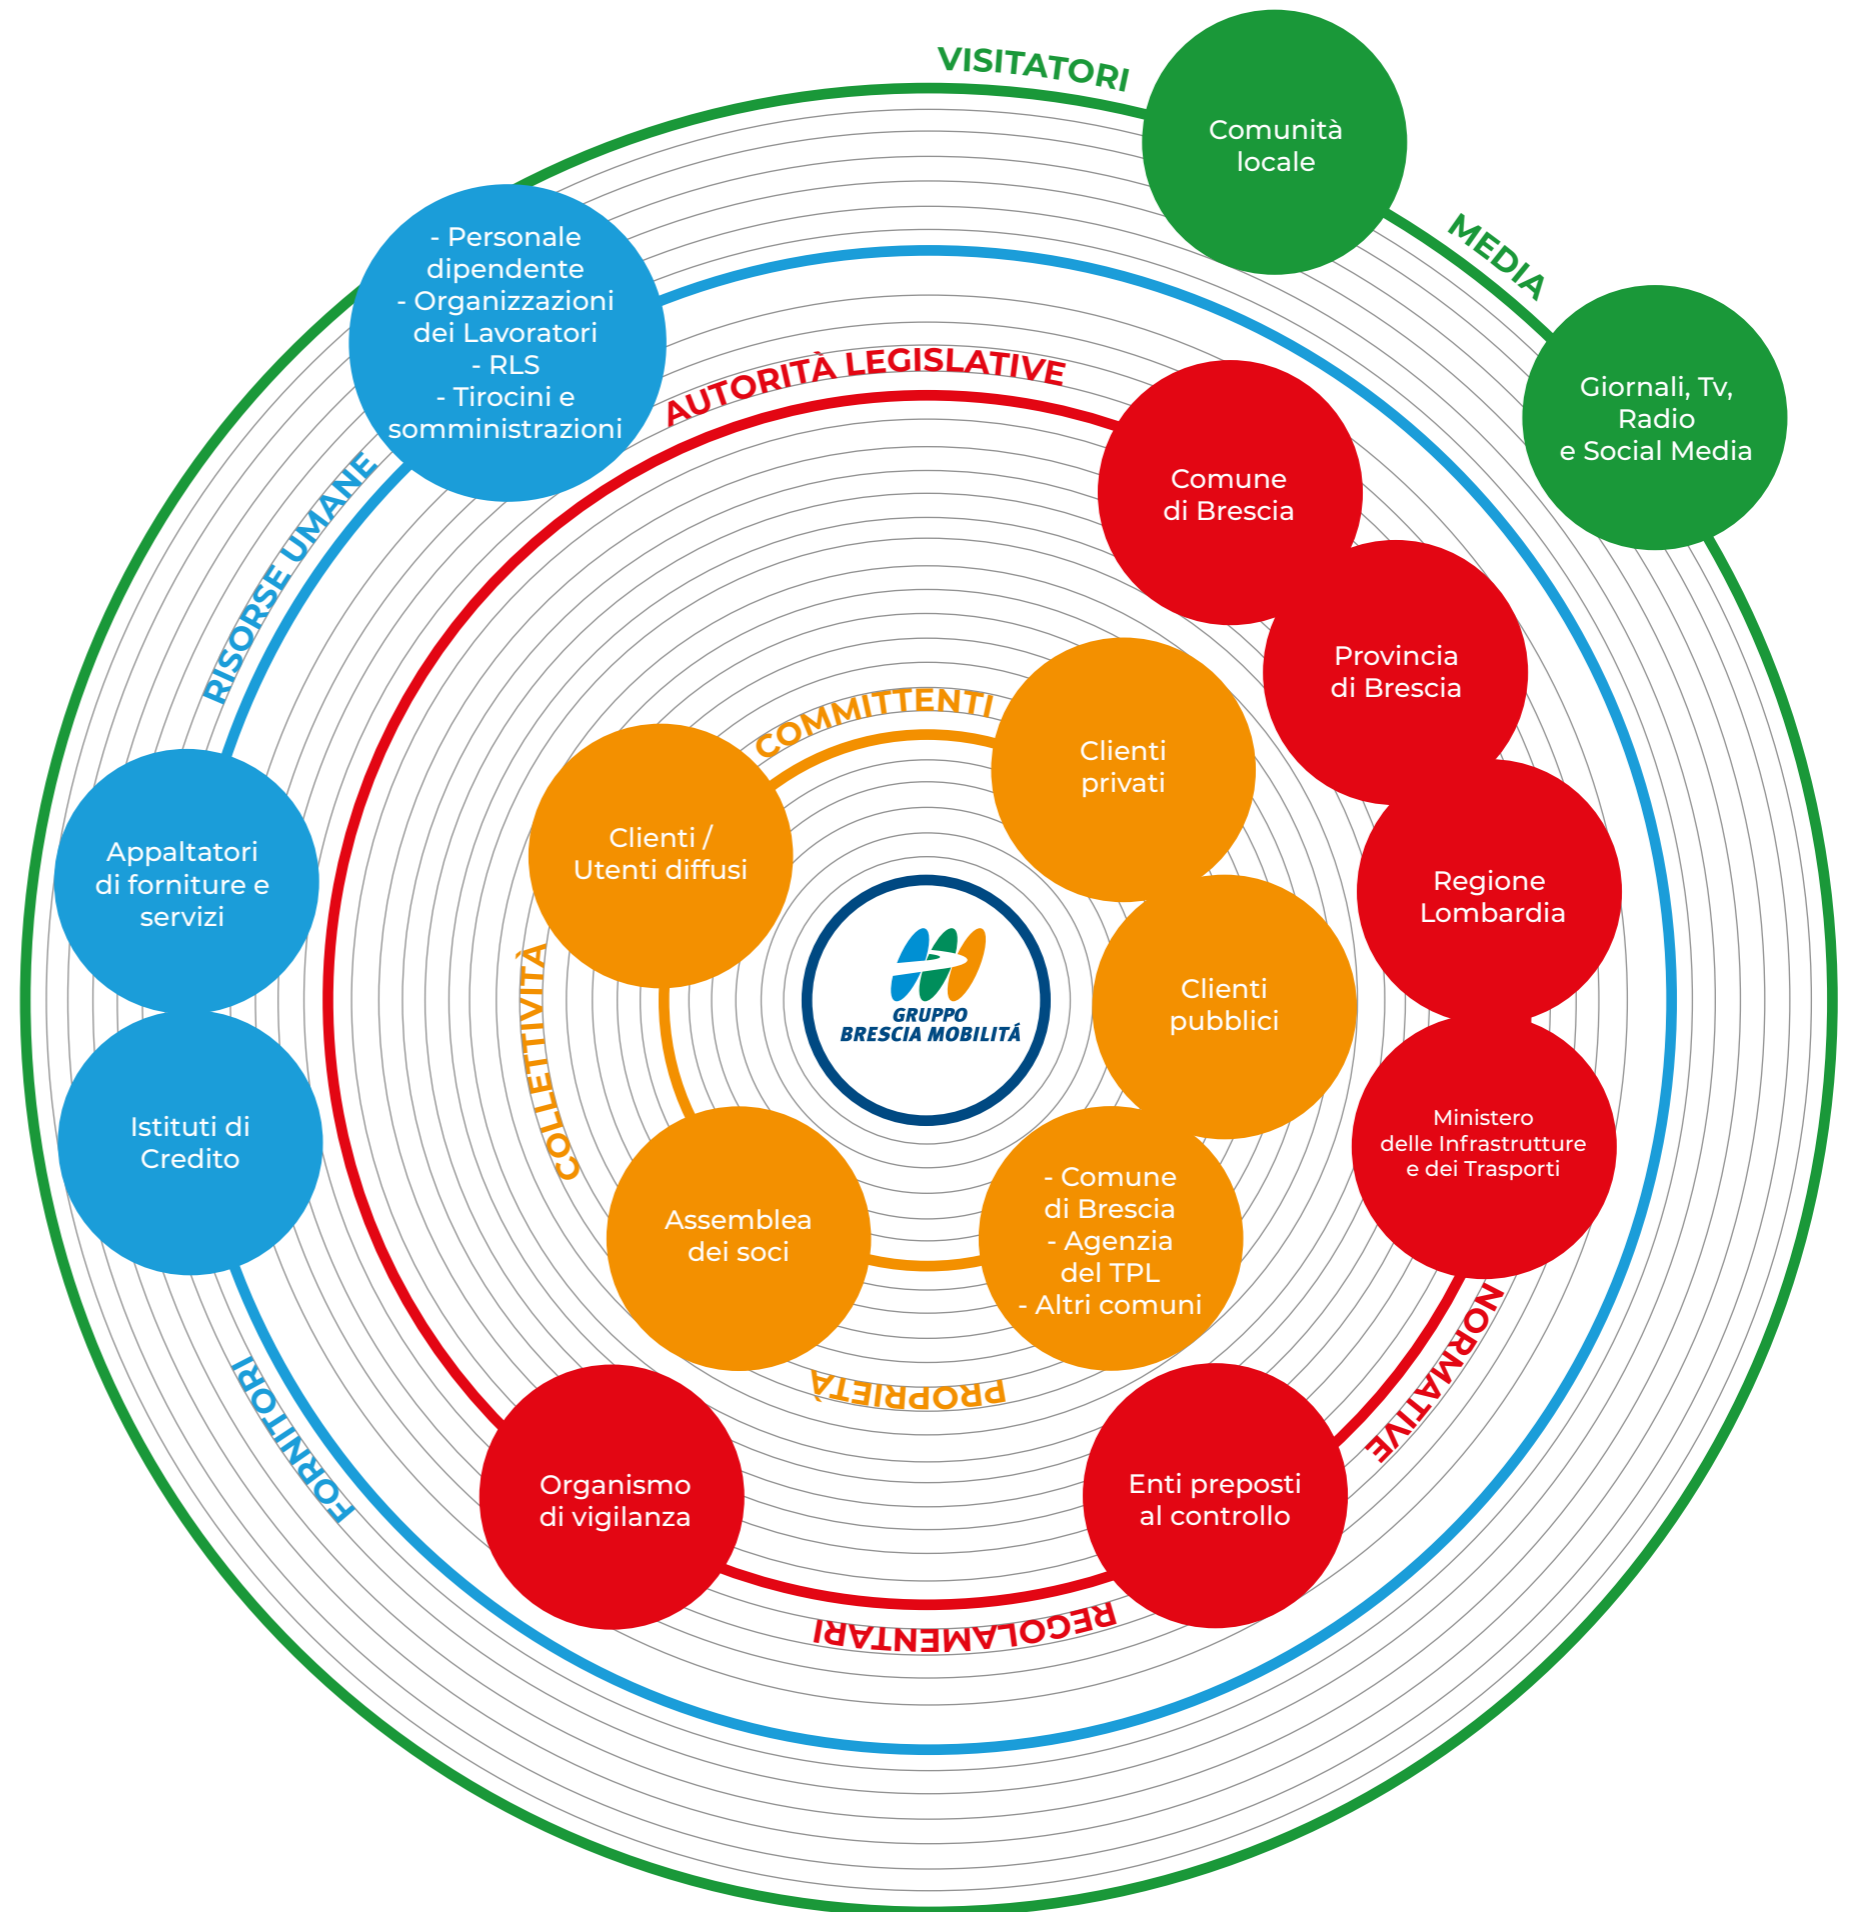 VISITATORI
Comunità
locale
MEDIA
Giornali, Tv,
Radio
e Social Media
- Personale
dipendente
- Organizzazioni
dei Lavoratori
- RLS
- Tirocini e
somministrazioni
RISORSE UMANE
Appaltatori
di forniture e
servizi
Istituti di
Credito
FORNITORI
AUTORITÀ LEGISLATIVE
Comune
di Brescia
Provincia
di Brescia
Regione
Lombardia
Ministero
delle Infrastrutture
e dei Trasporti
NORMATIVE
Enti preposti
al controllo
REGOLAMENTARI
Organismo
di vigilanza
COMMITTENTI
Clienti
privati
Clienti
pubblici
- Comune
di Brescia
- Agenzia
del TPL
- Altri comuni
PROPRIETÀ
Assemblea
dei soci
COLLETTIVITÀ
Clienti /
Utenti diffusi
GRUPPO
BRESCIA MOBILITÁ